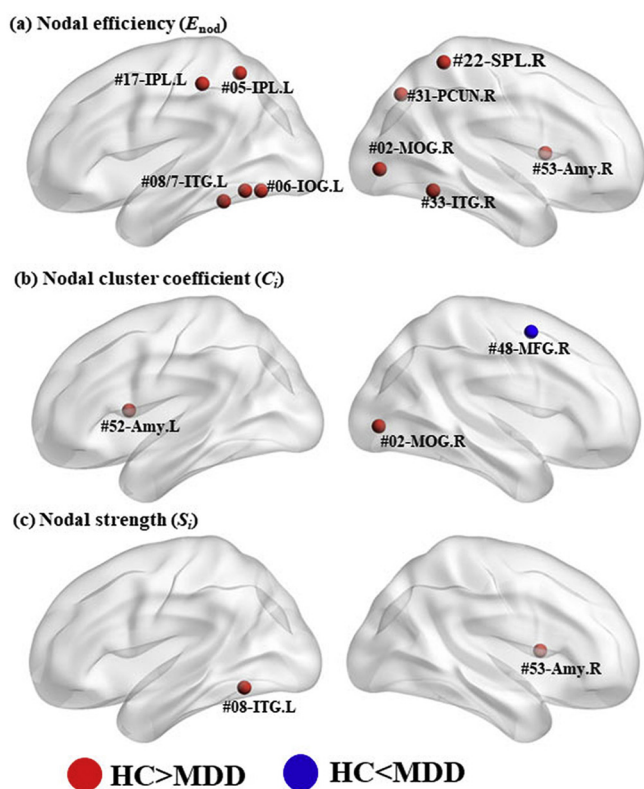 (a) Nodal efficiency (Enod)
#17-IPL.L
#05-IPL.L
#08/7-ITG.L
#06-IOG.L
#22-SPL.R
#31-PCUN.R
#02-MOG.R
#53-Amy.R
#33-ITG.R
(b) Nodal cluster coefficient (Ci)
#52-Amy.L
#48-MFG.R
#02-MOG.R
(c) Nodal strength (Si)
#08-ITG.L
#53-Amy.R
HC>MDD
HC<MDD